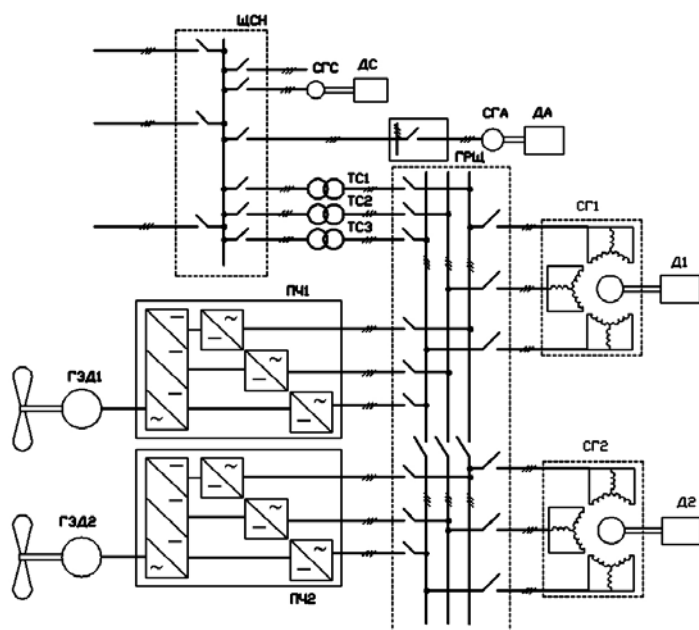 ЩСН
СГС
ДС
СГА
ДА
ГРЩ
ТС1
ТС2
ТС3
СГ1
Д1
ПЧ1
~
~
~
ГЭД1
~
СГ2
Д2
~
~
~
ГЭД2
~
ПЧ2